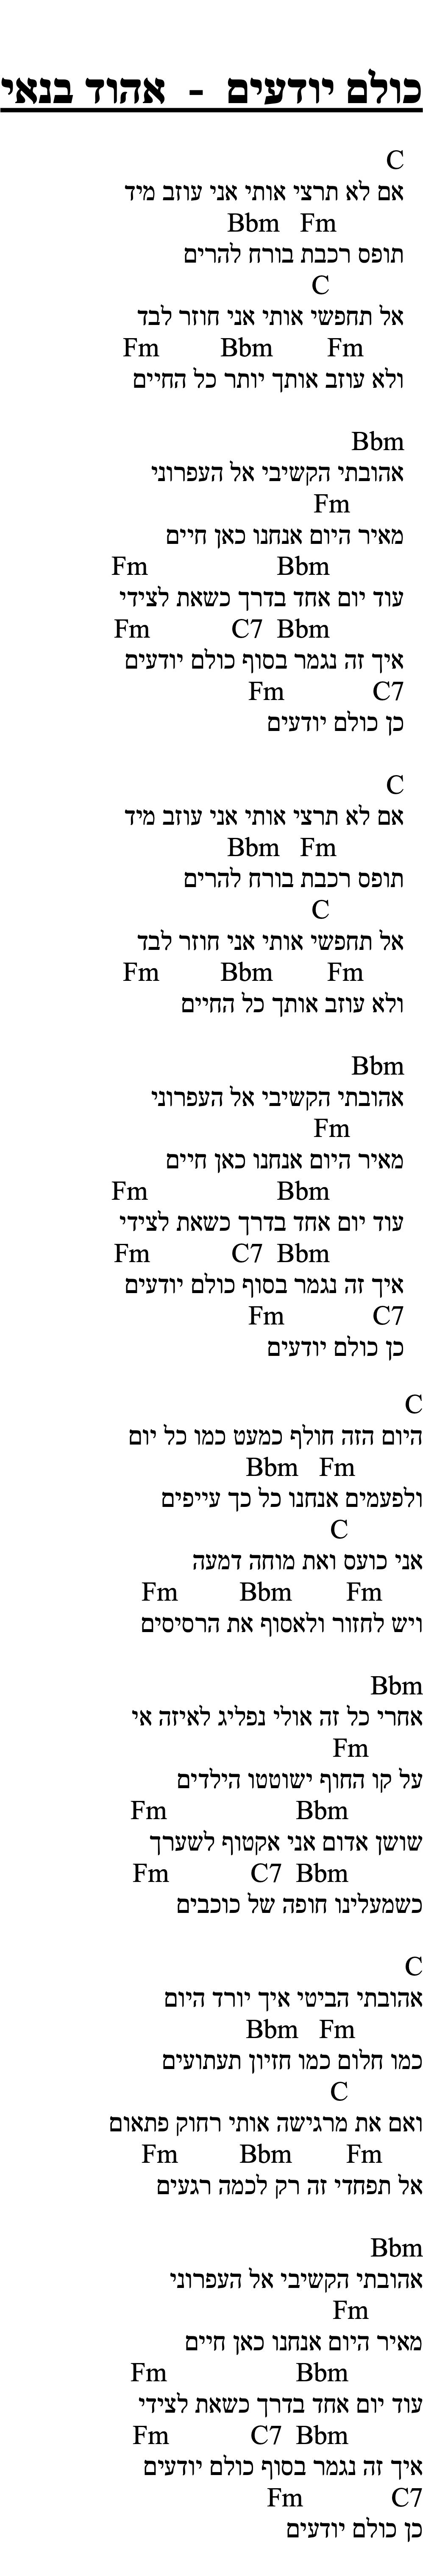 כולם יודעים - אהוד בנאי
C
אם לא תרצי אותי אני עוזב מיד
Bbm Fm
תופס רכבת בורח להרים
C
אל תחפשי אותי אני חוזר לבד
Fm Bbm Fm
ולא עוזב אותך יותר כל החיים
Bbm
אהובתי הקשיבי אל העפרוני
Fm
מאיר היום אנחנו כאן חיים
Fm Bbm
עוד יום אחד בדרך כשאת לצידי
Fm C7 Bbm
איך זה נגמר בסוף כולם יודעים
Fm C7
כן כולם יודעים
C
אם לא תרצי אותי אני עוזב מיד
Bbm Fm
תופס רכבת בורח להרים
C
אל תחפשי אותי אני חוזר לבד
Fm Bbm Fm
ולא עוזב אותך כל החיים
Bbm
אהובתי הקשיבי אל העפרוני
Fm
מאיר היום אנחנו כאן חיים
Fm Bbm
עוד יום אחד בדרך כשאת לצידי
Fm C7 Bbm
איך זה נגמר בסוף כולם יודעים
Fm C7
כן כולם יודעים
C
היום הזה חולף כמעט כמו כל יום
Bbm Fm
ולפעמים אנחנו כל כך עייפים
C
אני כועס ואת מוחה דמעה
Fm Bbm Fm
ויש לחזור ולאסוף את הרסיסים
Bbm
אחרי כל זה אולי נפליג לאיזה אי
Fm
על קו החוף ישוטטו הילדים
Fm Bbm
שושן אדום אני אקטוף לשערך
Fm C7 Bbm
כשמעלינו חופה של כוכבים
C
אהובתי הביטי איך יורד היום
Bbm Fm
כמו חלום כמו חזיון תעתועים
C
ואם את מרגישה אותי רחוק פתאום
Fm Bbm Fm
אל תפחדי זה רק לכמה רגעים
Bbm
אהובתי הקשיבי אל העפרוני
Fm
מאיר היום אנחנו כאן חיים
Fm Bbm
עוד יום אחד בדרך כשאת לצידי
Fm C7 Bbm
איך זה נגמר בסוף כולם יודעים
Fm C7
כן כולם יודעים